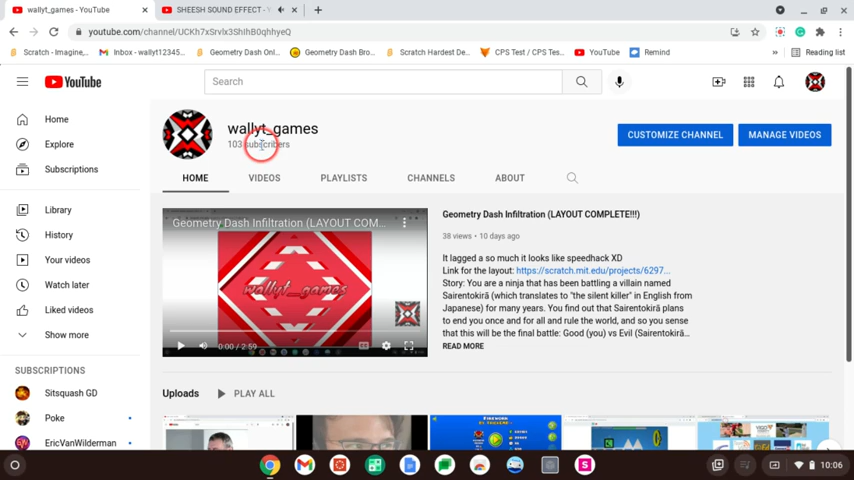 wallyt_games - YouTube
SHEESH SOUND EFFECT -
youtube.com/channel/
Scratch - Imagine,...
Inbox - wallyt12345...
Geometry Dash Onl...
Geometry Dash Bro...
Scratch Hardest De...
CPS Test / CPS Test...
YouTube
Remind
»
Reading list
YouTube
Search
Home
Explore
Subscriptions
Library
History
Your videos
Watch later
Liked videos
Show more
SUBSCRIPTIONS
Sitsquash GD
Poke
EricVanWilderman
wallyt_games
103 subscribers
CUSTOMIZE CHANNEL
MANAGE VIDEOS
HOME
VIDEOS
PLAYLISTS
CHANNELS
ABOUT
Geometry Dash Infiltration (LAYOUT COM...
wallyt_games
0:00 / 2:59
Geometry Dash Infiltration (LAYOUT COMPLETE!!!)
38 views • 10 days ago
It lagged a so much it looks like speedhack XD
Link for the layout: https://scratch.mit.edu/projects/6297...
Story: You are a ninja that has been battling a villain named
Sairentokirā (which translates to "the silent killer" in English from
Japanese) for many years. You find out that Sairentokirā plans
to end you once and for all and rule the world, and so you sense
that this will be the final battle: Good (you) vs Evil (Sairentokirā...
READ MORE
Uploads
PLAY ALL
10:06